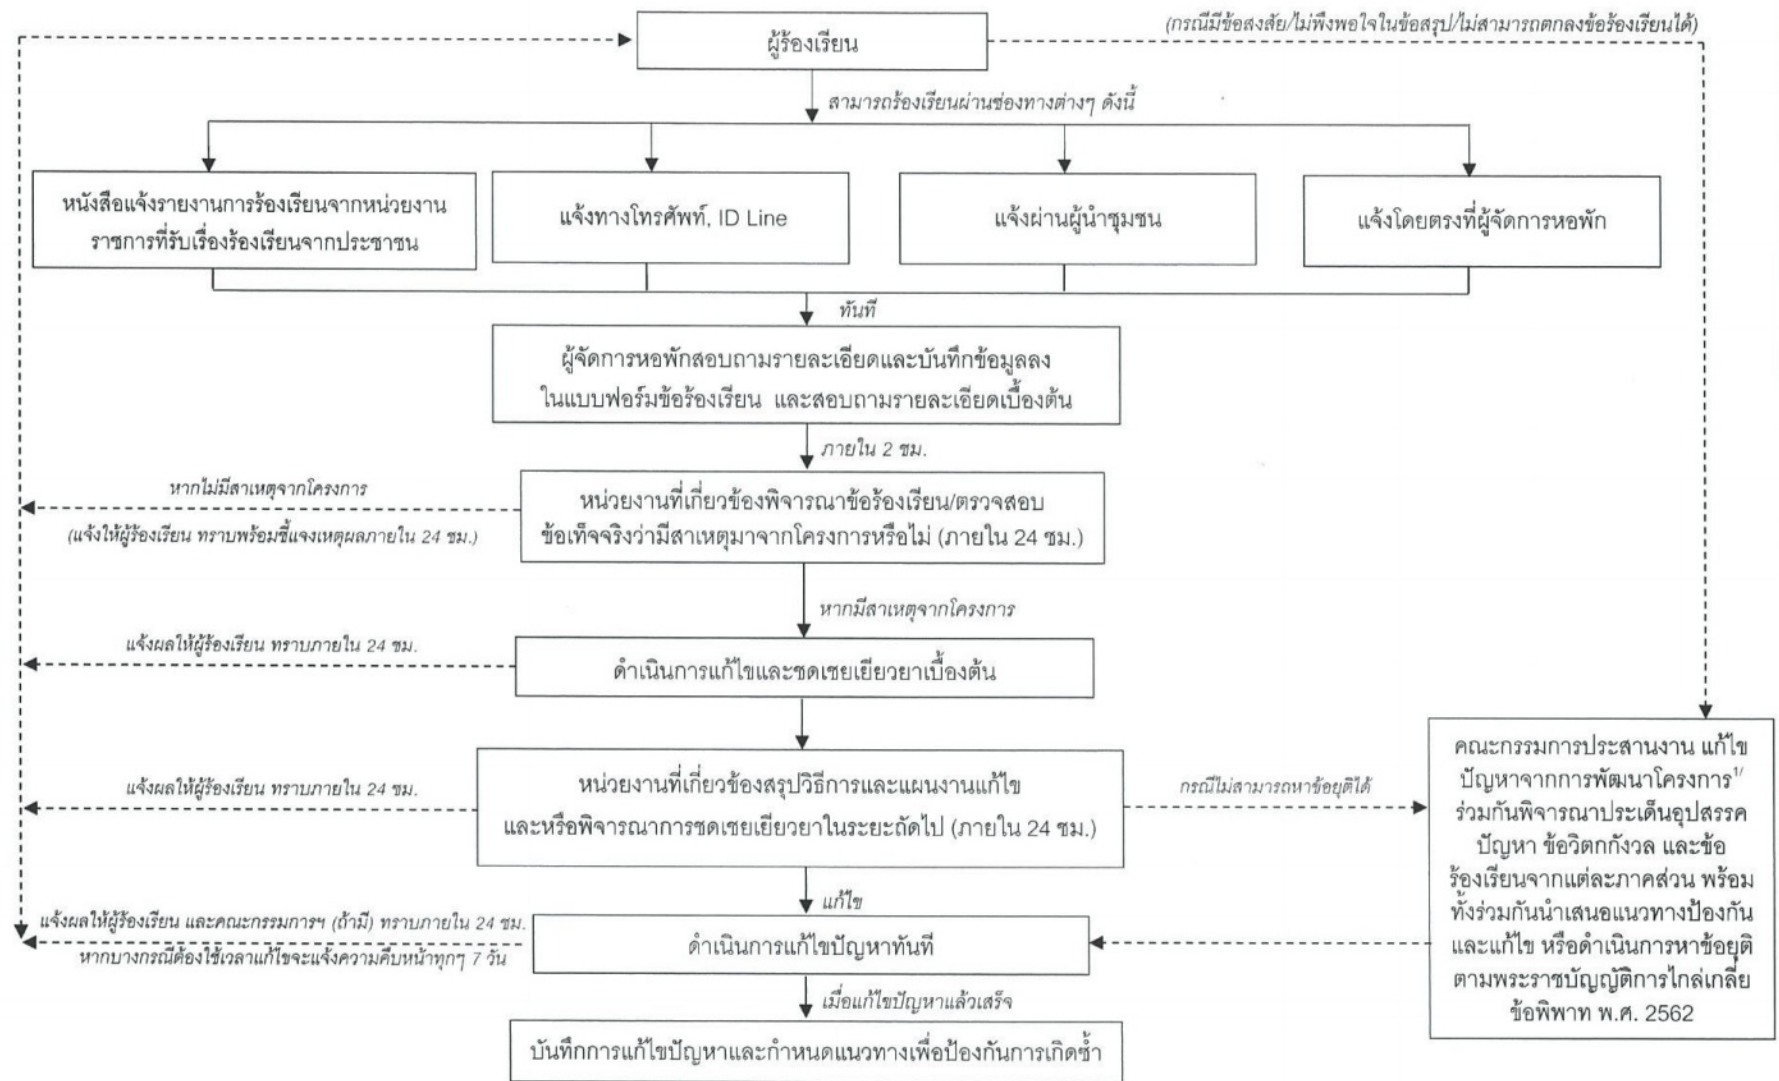 ผู้ร้องเรียน
(กรณีมีข้อสงสัย/ไม่พึงพอใจในข้อสรุป/ไม่สามารถตกลงข้อร้องเรียนได้)
สามารถร้องเรียนผ่านช่องทางต่างๆ ดังนี้
หนังสือแจ้งรายงานการร้องเรียนจากหน่วยงาน
ราชการที่รับเรื่องร้องเรียนจากประชาชน
แจ้งทางโทรศัพท์, ID Line
แจ้งผ่านผู้นำชุมชน
แจ้งโดยตรงที่ผู้จัดการหอพัก
ทันที
ผู้จัดการหอพักสอบถามรายละเอียดและบันทึกข้อมูลลง
ในแบบฟอร์มข้อร้องเรียน และสอบถามรายละเอียดเบื้องต้น
ภายใน 2 ชม.
หากไม่มีสาเหตุจากโครงการ
(แจ้งให้ผู้ร้องเรียน ทราบพร้อมชี้แจงเหตุผลภายใน 24 ชม.)
หน่วยงานที่เกี่ยวข้องพิจารณาข้อร้องเรียน/ตรวจสอบ
ข้อเท็จจริงว่ามีสาเหตุมาจากโครงการหรือไม่ (ภายใน 24 ชม.)
หากมีสาเหตุจากโครงการ
แจ้งผลให้ผู้ร้องเรียน ทราบภายใน 24 ชม.
ดำเนินการแก้ไขและชดเชยเยียวยาเบื้องต้น
แจ้งผลให้ผู้ร้องเรียน ทราบภายใน 24 ชม.
หน่วยงานที่เกี่ยวข้องสรุปวิธีการและแผนงานแก้ไข
และหรือพิจารณาการชดเชยเยียวยาในระยะถัดไป (ภายใน 24 ชม.)
กรณีไม่สามารถหาข้อยุติได้
คณะกรรมการประสานงาน แก้ไข
ปัญหาจากการพัฒนาโครงการ1/
ร่วมกันพิจารณาประเด็นอุปสรรค
ปัญหา ข้อวิตกกังวล และข้อ
ร้องเรียนจากแต่ละภาคส่วน พร้อม
ทั้งร่วมกันนำเสนอแนวทางป้องกัน
และแก้ไข หรือดำเนินการหาข้อยุติ
ตามพระราชบัญญัติการไกล่เกลี่ย
ข้อพิพาท พ.ศ. 2562
แก้ไข
แจ้งผลให้ผู้ร้องเรียน และคณะกรรมการฯ (ถ้ามี) ทราบภายใน 24 ชม.
หากบางกรณีต้องใช้เวลาแก้ไขจะแจ้งความคืบหน้าทุกๆ 7 วัน
ดำเนินการแก้ไขปัญหาทันที
เมื่อแก้ไขปัญหาแล้วเสร็จ
บันทึกการแก้ไขปัญหาและกำหนดแนวทางเพื่อป้องกันการเกิดซ้ำ